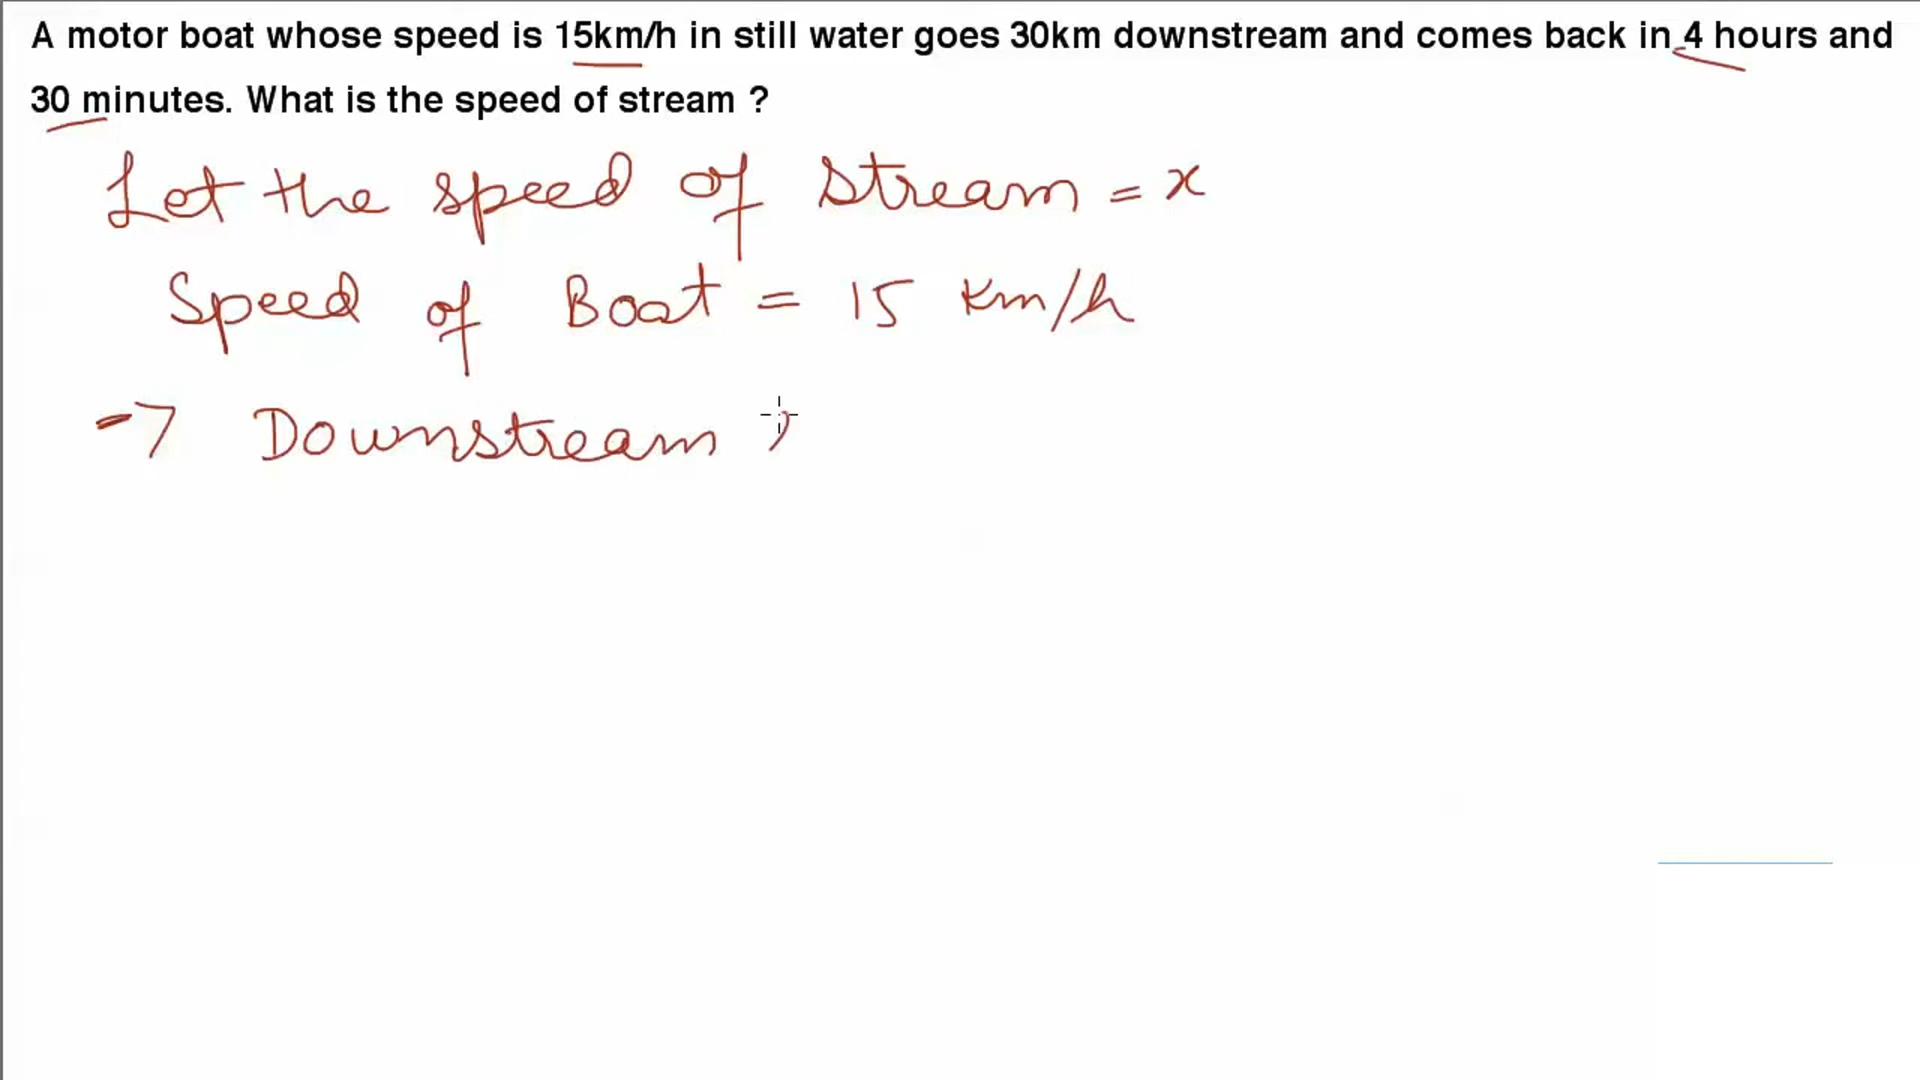 A motor boat whose speed is 15km/h in still water goes 30km downstream and comes back in 4 hours and
30 minutes. What is the speed of stream ?
Let the speed of stream = x
Speed of Boat = 15 Km/h
→ Downstream